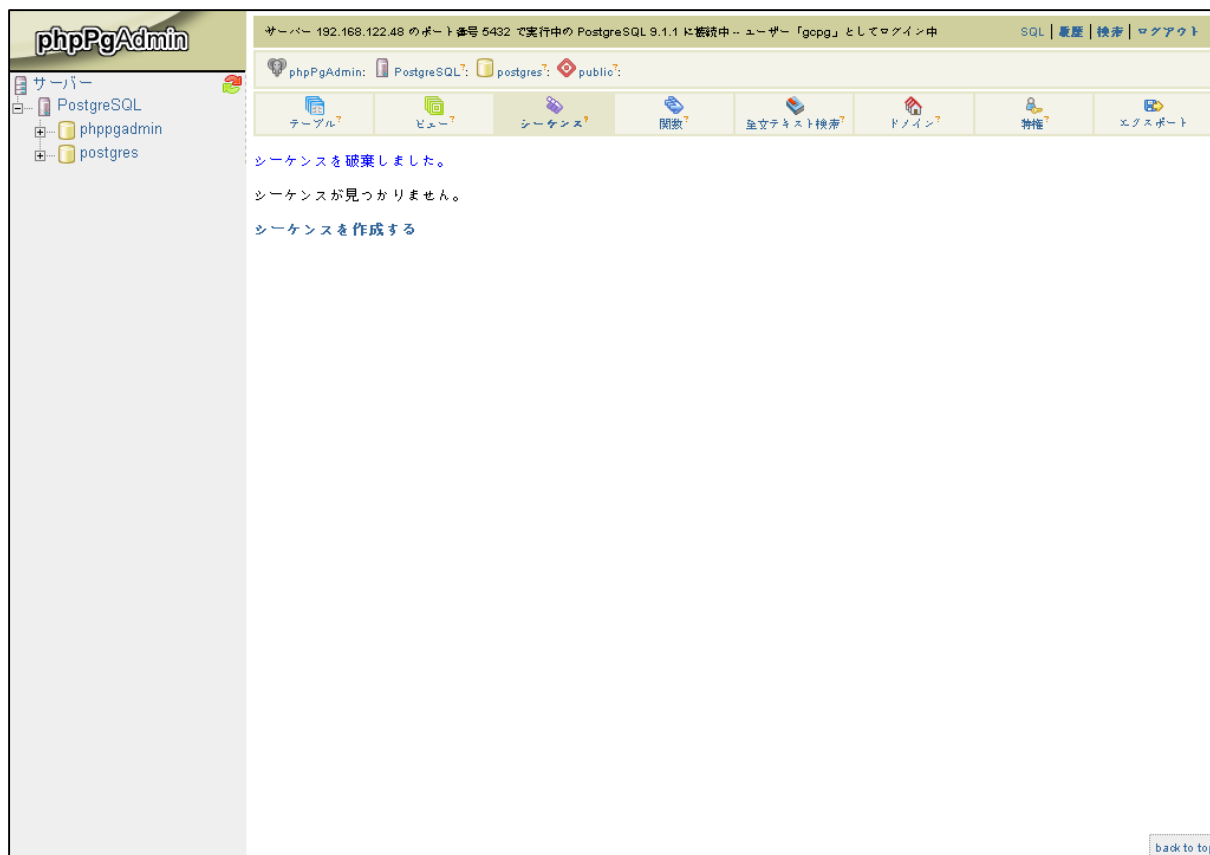 phpPgAdmin
サーバー 192.168.122.48 のポート番号 5432 で実行中の PostgreSQL 9.1.1 に接続中 -- ユーザー「gcpg」としてログイン中
SQL | 履歴 | 検索 | ログアウト
phpPgAdmin: PostgreSQL?: postgres?: public?:
サーバー
PostgreSQL
phppgadmin
postgres
テーブル? ビュー? シーケンス? 関数? 全文テキスト検索? ドメイン? 特権? エクスポート
シーケンスを破棄しました。
シーケンスが見つかりません。
シーケンスを作成する
back to top